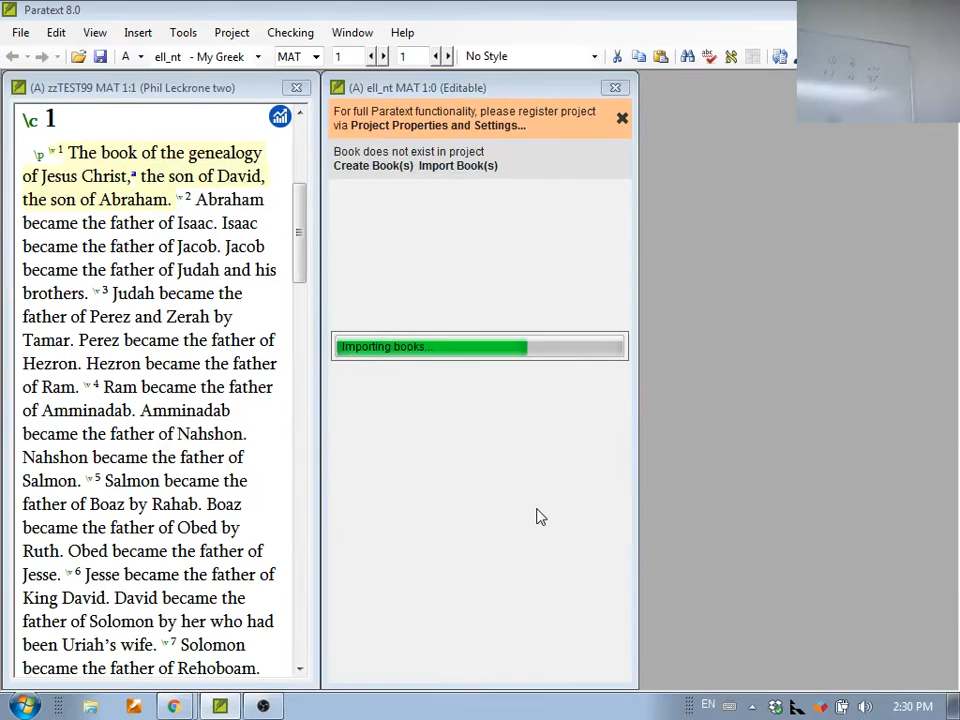 Paratext 8.0
File Edit View Insert Tools Project Checking Window Help
A ell_nt - My Greek MAT 1 1 No Style
(A) zzTEST99 MAT 1:1 (Phil Leckrone two)
\c 1
\p \v 1 The book of the genealogy
of Jesus Christ,a the son of David,
the son of Abraham. \v 2 Abraham
became the father of Isaac. Isaac
became the father of Jacob. Jacob
became the father of Judah and his
brothers. \v 3 Judah became the
father of Perez and Zerah by
Tamar. Perez became the father of
Hezron. Hezron became the father
of Ram. \v 4 Ram became the father
of Amminadab. Amminadab
became the father of Nahshon.
Nahshon became the father of
Salmon. \v 5 Salmon became the
father of Boaz by Rahab. Boaz
became the father of Obed by
Ruth. Obed became the father of
Jesse. \v 6 Jesse became the father of
King David. David became the
father of Solomon by her who had
been Uriah’s wife. \v 7 Solomon
became the father of Rehoboam.
(A) ell_nt MAT 1:0 (Editable)
For full Paratext functionality, please register project
via Project Properties and Settings...
Book does not exist in project
Create Book(s) Import Book(s)
Importing books...
EN 2:30 PM